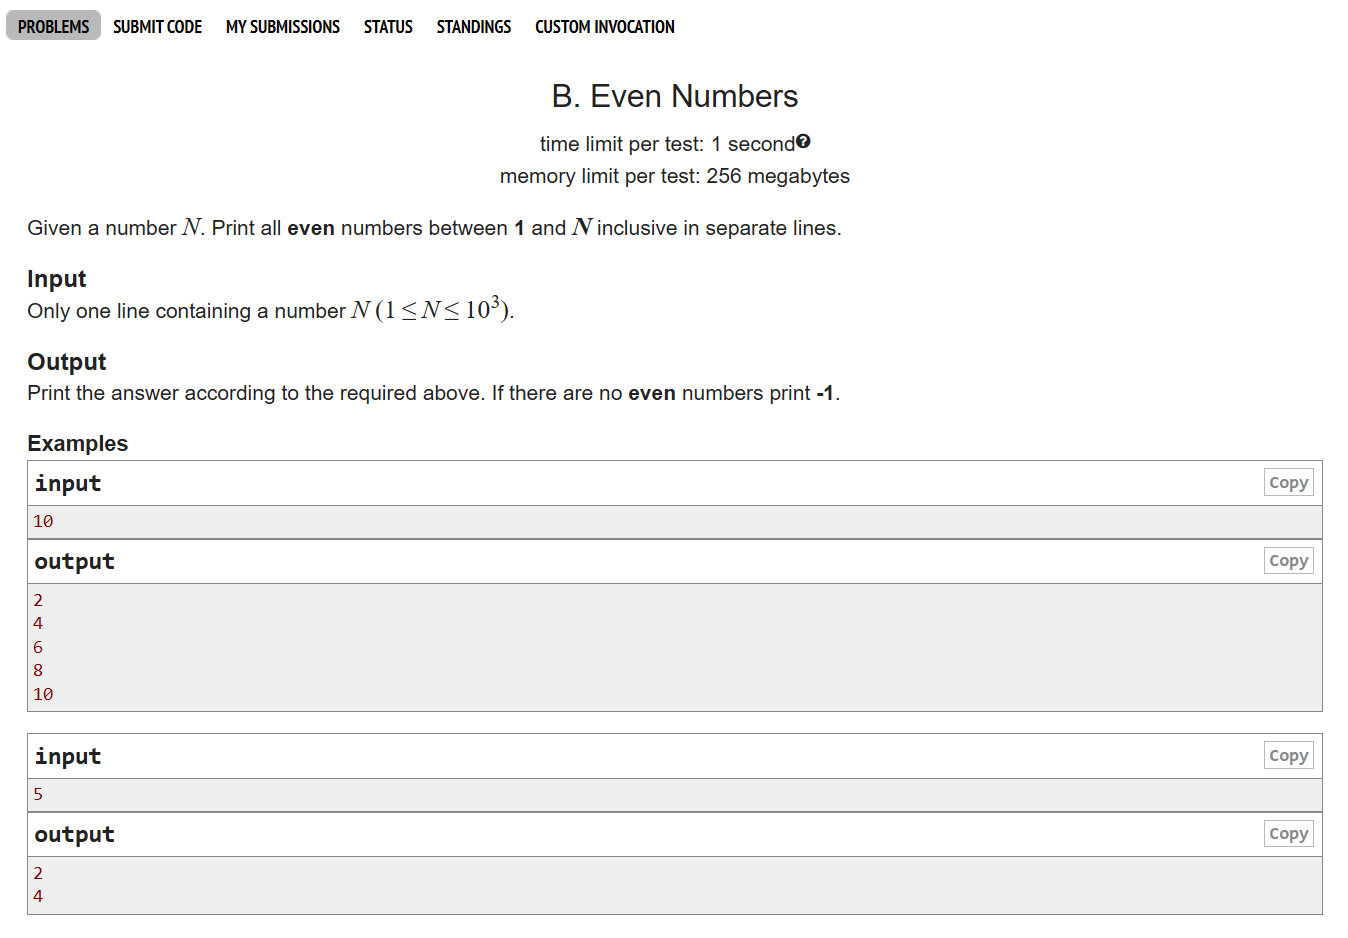 PROBLEMS SUBMIT CODE MY SUBMISSIONS STATUS STANDINGS CUSTOM INVOCATION
B. Even Numbers
time limit per test: 1 second?
memory limit per test: 256 megabytes
Given a number N. Print all even numbers between 1 and N inclusive in separate lines.
Input
Only one line containing a number N (1 ≤ N ≤ 10³).
Output
Print the answer according to the required above. If there are no even numbers print -1.
Examples
input Copy
10
output Copy
2
4
6
8
10
input Copy
5
output Copy
2
4